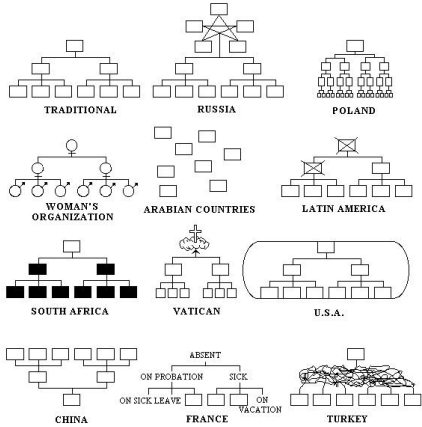 TRADITIONAL
RUSSIA
POLAND
WOMAN'S
ORGANIZATION
ARABIAN COUNTRIES
LATIN AMERICA
SOUTH AFRICA
VATICAN
U.S.A.
ABSENT
ON PROBATION
SICK
ON SICK LEAVE
ON
VACATION
CHINA
FRANCE
TURKEY